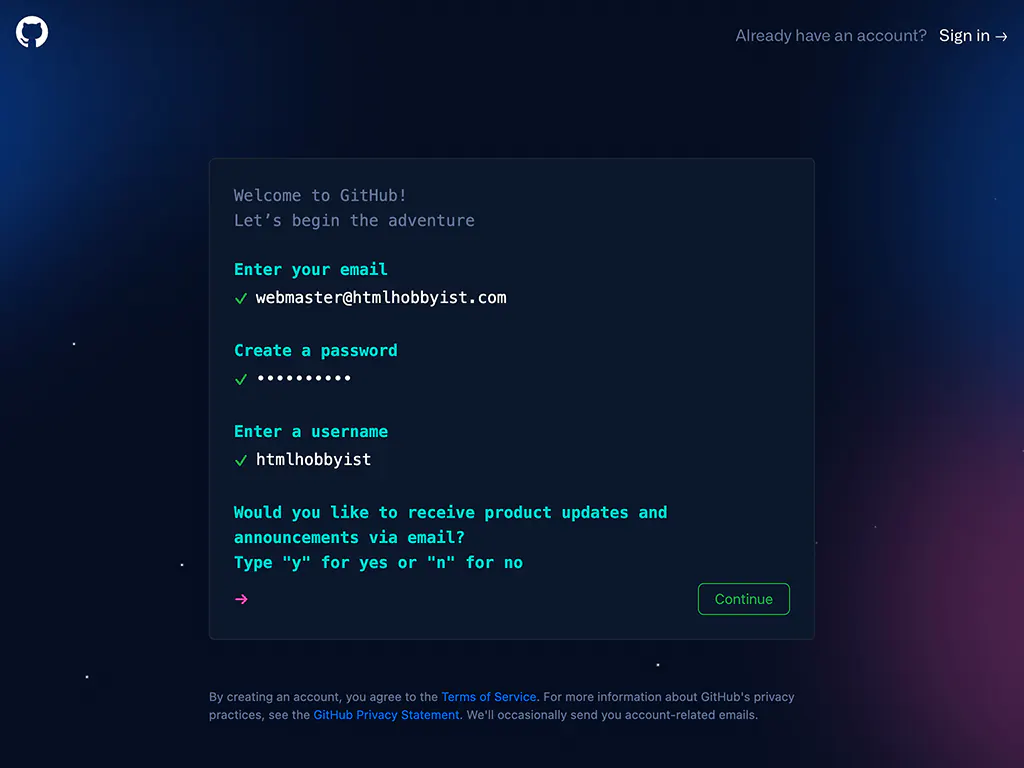 Already have an account? Sign in →
Welcome to GitHub!
Let’s begin the adventure
Enter your email
✓ webmaster@htmlhobbyist.com
Create a password
✓ ••••••••••
Enter a username
✓ htmlhobbyist
Would you like to receive product updates and
announcements via email?
Type "y" for yes or "n" for no
→
Continue
By creating an account, you agree to the Terms of Service. For more information about GitHub's privacy
practices, see the GitHub Privacy Statement. We'll occasionally send you account-related emails.